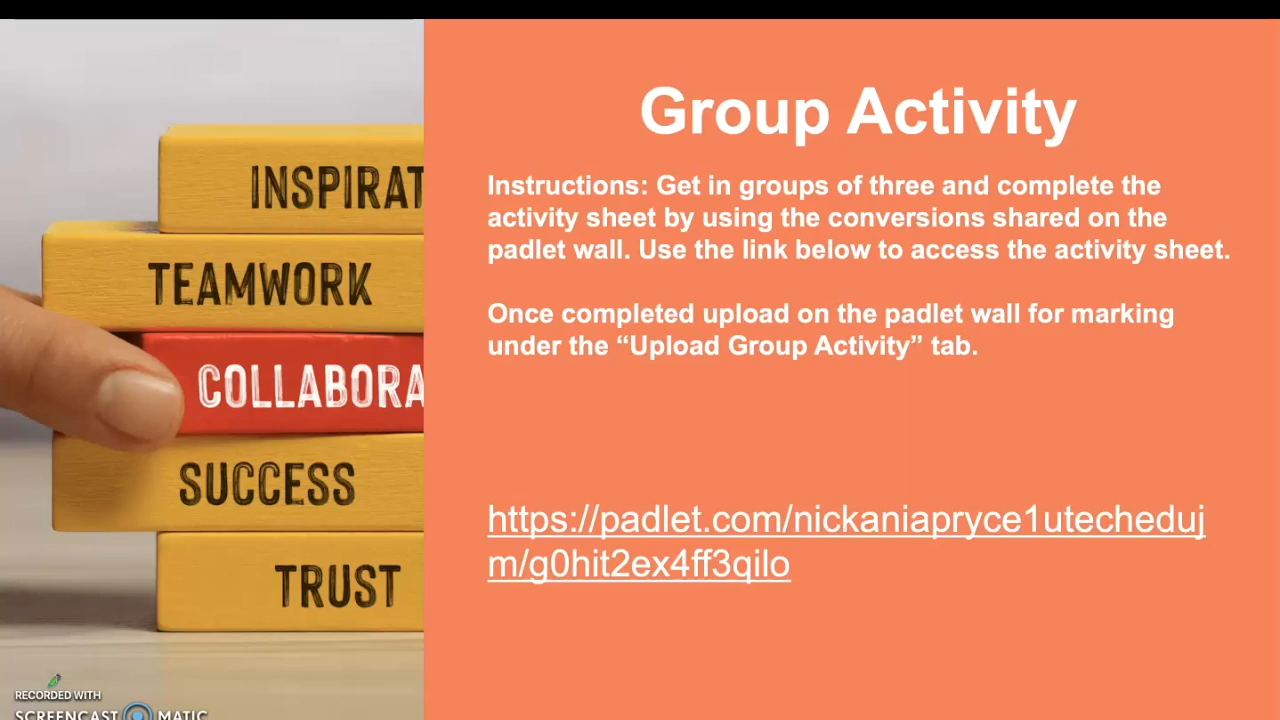 INSPIRAT
TEAMWORK
COLLABORA
SUCCESS
TRUST
RECORDED WITH
SCREENCAST MATIC
Group Activity
Instructions: Get in groups of three and complete the
activity sheet by using the conversions shared on the
padlet wall. Use the link below to access the activity sheet.
Once completed upload on the padlet wall for marking
under the “Upload Group Activity” tab.
https://padlet.com/nickaniapryce1utecheduj
m/g0hit2ex4ff3qilo